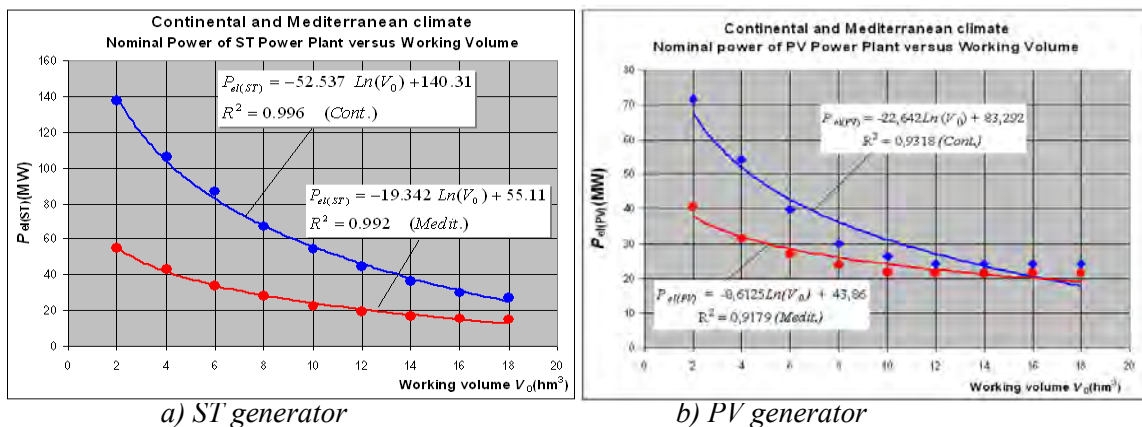 Continental and Mediterranean climate
Nominal Power of ST Power Plant versus Working Volume
160
140
120
100
80
60
40
20
0
P_el(ST)(MW)
P_el(ST) = −52.537 Ln(V_0) +140.31
R² = 0.996 (Cont.)
P_el(ST) = −19.342 Ln(V_0) + 55.11
R² = 0.992 (Medit.)
0 2 4 6 8 10 12 14 16 18 20
Working volume V_0(hm³)
a) ST generator
Continental and Mediterranean climate
Nominal power of PV Power Plant versus Working Volume
80
70
60
50
40
30
20
10
0
P_el(PV)(MW)
P_el(PV) = -22,642Ln(V_0) + 83,292
R² = 0,9318 (Cont.)
P_el(PV) = -8,6125Ln(V_0) + 43,86
R² = 0,9179 (Medit.)
0 2 4 6 8 10 12 14 16 18 20
Working volume V_0(hm³)
b) PV generator